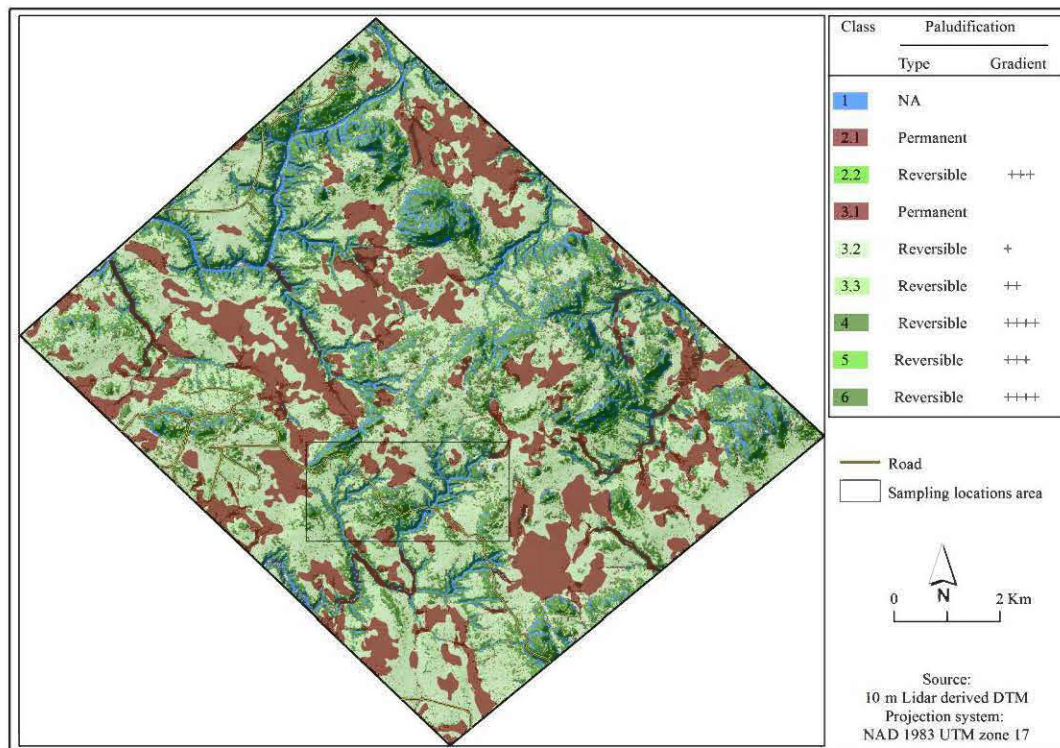 Class Paludification
Type Gradient
1 NA
2.1 Permanent
2.2 Reversible +++
3.1 Permanent
3.2 Reversible +
3.3 Reversible ++
4 Reversible ++++
5 Reversible +++
6 Reversible ++++
Road
Sampling locations area
N
0 2 Km
Source:
10 m Lidar derived DTM
Projection system:
NAD 1983 UTM zone 17